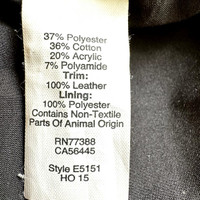 37% Polyester
36% Cotton
20% Acrylic
7% Polyamide
Trim:
100% Leather
Lining:
100% Polyester
Contains Non-Textile
Parts Of Animal Origin
RN77388
CA56445
Style E5151
HO 15